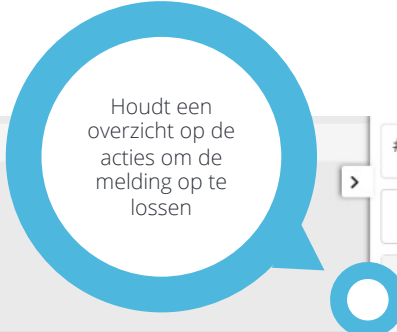 Houdt een
overzicht op de
acties om de
melding op te
lossen